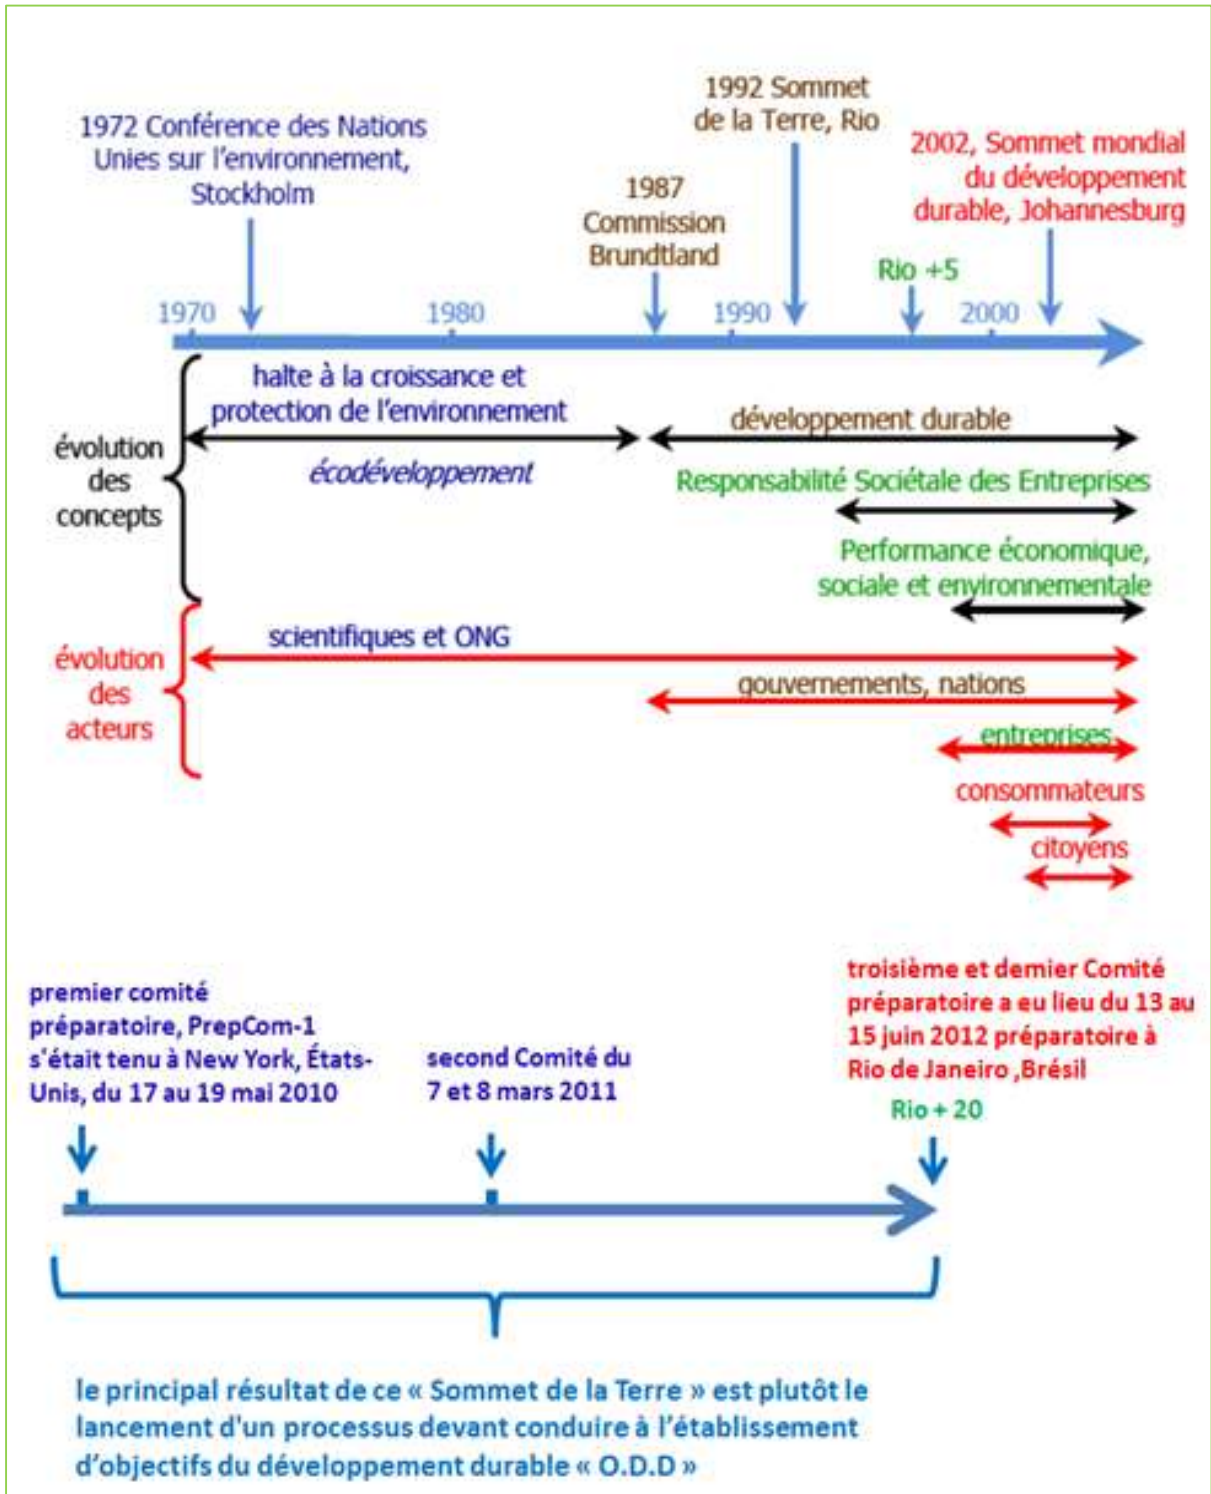 1972 Conférence des Nations
Unies sur l'environnement,
Stockholm
1987
Commission
Brundtland
1992 Sommet
de la Terre, Rio
Rio +5
2002, Sommet mondial
du développement
durable, Johannesburg
1970
1980
1990
2000
évolution
des
concepts
halte à la croissance et
protection de l'environnement
écodéveloppement
développement durable
Responsabilité Sociétale des Entreprises
Performance économique,
sociale et environnementale
évolution
des
acteurs
scientifiques et ONG
gouvernements, nations
entreprises
consommateurs
citoyens
premier comité
préparatoire, PrepCom-1
s'était tenu à New York, États-
Unis, du 17 au 19 mai 2010
second Comité du
7 et 8 mars 2011
troisième et dernier Comité
préparatoire a eu lieu du 13 au
15 juin 2012 préparatoire à
Rio de Janeiro ,Brésil
Rio + 20
le principal résultat de ce « Sommet de la Terre » est plutôt le
lancement d'un processus devant conduire à l'établissement
d'objectifs du développement durable « O.D.D »